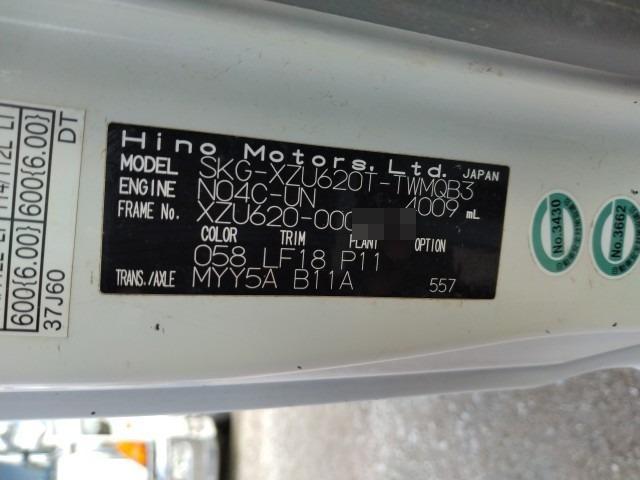 Hino Motors, Ltd. JAPAN
MODEL SKG-XZU620T-TWMQB3
ENGINE N04C-UN 4009 mL
FRAME No. XZU620-000
COLOR TRIM PLANT OPTION
058 LF18 P11
TRANS./AXLE MYY5A B11A 557
600{6.00} 600{6.00}
37J60 DT
No.3430
No.3662